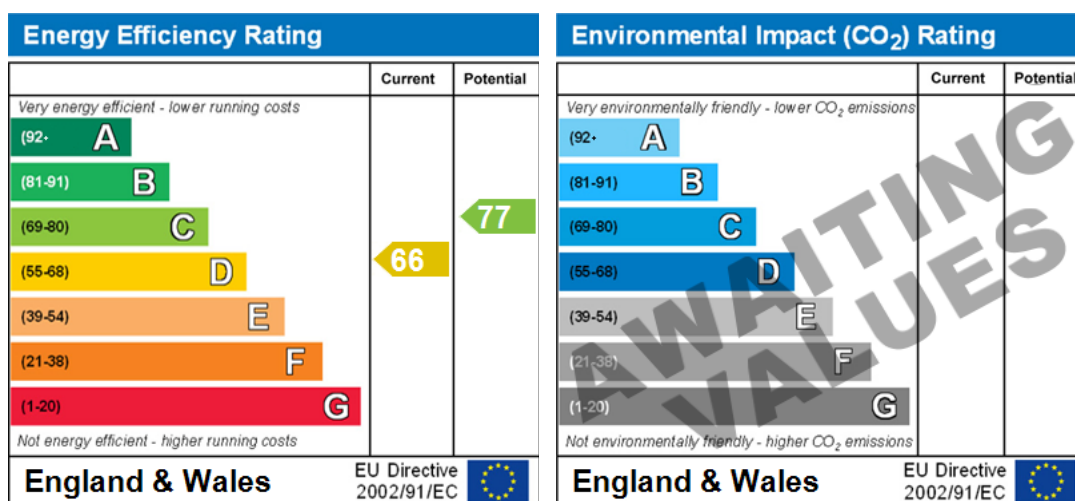 Energy Efficiency Rating
Current Potential
Very energy efficient - lower running costs
(92+ A
(81-91) B
(69-80) C
77
(55-68) D
66
(39-54) E
(21-38) F
(1-20) G
Not energy efficient - higher running costs
England & Wales
EU Directive
2002/91/EC
Environmental Impact (CO₂) Rating
Current Potential
Very environmentally friendly - lower CO₂ emissions
(92+ A
(81-91) B
(69-80) C
(55-68) D
(39-54) E
(21-38) F
(1-20) G
Not environmentally friendly - higher CO₂ emissions
AWAITING
VALUES
England & Wales
EU Directive
2002/91/EC